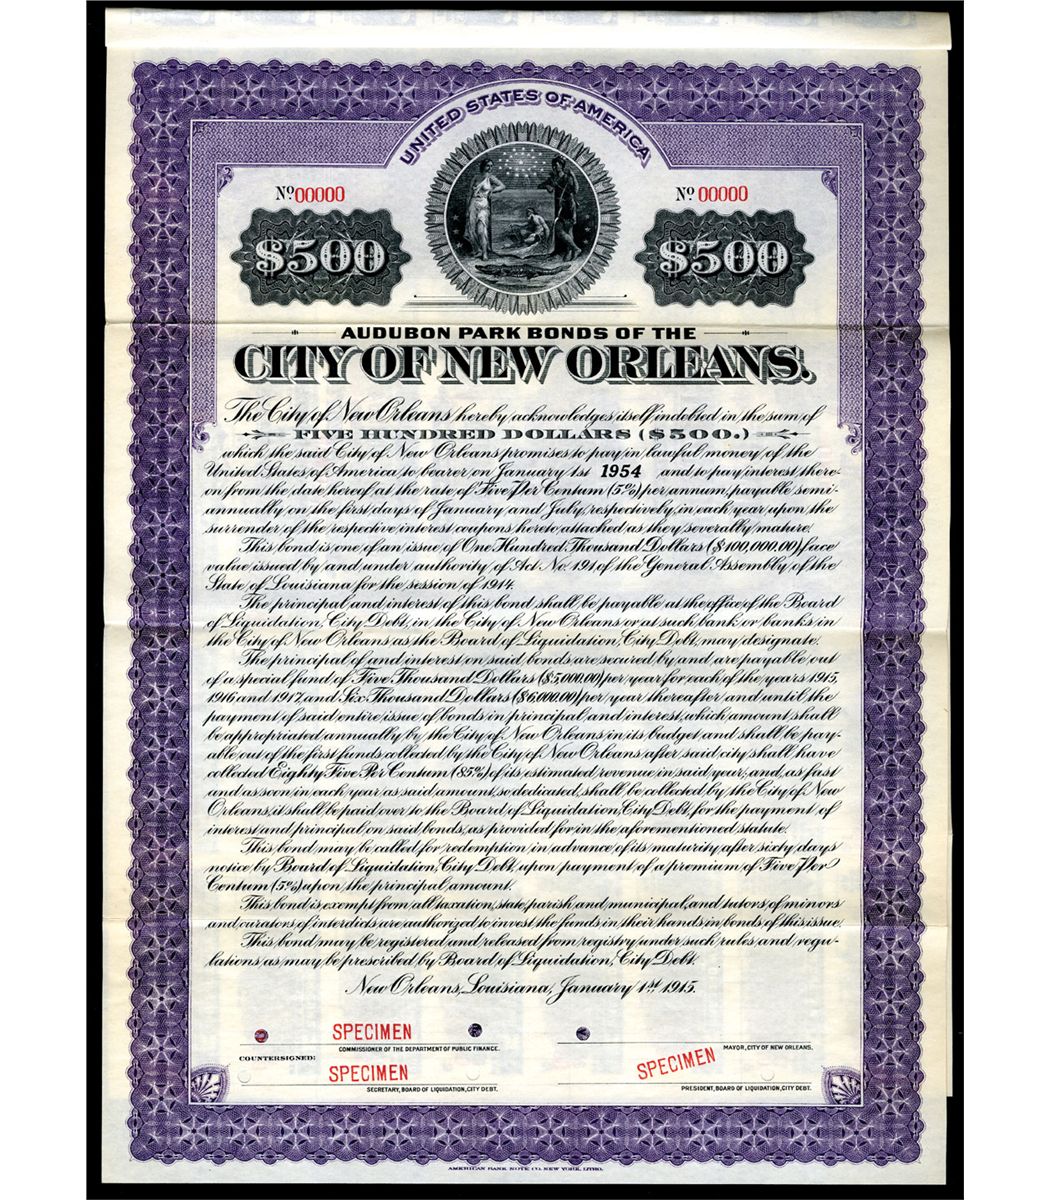 UNITED STATES OF AMERICA
No. 00000
No. 00000
$500
$500
AUDUBON PARK BONDS OF THE
CITY OF NEW ORLEANS.
The City of New Orleans hereby acknowledges itself indebted in the sum of
FIVE HUNDRED DOLLARS ($500.)
which the said City of New Orleans promises to pay in lawful money of the
United States of America to bearer on January 1st 1954 and to pay interest there-
on from the date hereof, at the rate of Five Per Centum (5%) per annum, payable semi-
annually on the first days of January and July, respectively, in each year upon the
surrender of the respective interest coupons hereto attached as they severally mature.
This bond is one of an issue of One Hundred Thousand Dollars ($100,000.00) face
value issued by and under authority of Act No. 191 of the General Assembly of the
State of Louisiana for the session of 1914.
The principal and interest of this bond shall be payable at the office of the Board
of Liquidation, City Debt, in the City of New Orleans or at such bank or banks in
the City of New Orleans as the Board of Liquidation, City Debt, may designate.
The principal of and interest on said bonds are secured by and are payable out
of a special fund of Five Thousand Dollars ($5,000.00) per year for each of the years 1915,
1916 and 1917, and Six Thousand Dollars ($6,000.00) per year thereafter and until the
payment of said entire issue of bonds in principal and interest, which amount shall
be appropriated annually by the City of New Orleans in its budget and shall be pay-
able out of the first funds collected by the City of New Orleans after said city shall have
collected Eighty Five Per Centum (85%) of its estimated revenue in said year; and, as fast
and as soon in each year as said amount, so dedicated, shall be collected by the City of New
Orleans, it shall be paid over to the Board of Liquidation, City Debt, for the payment of
interest and principal on said bonds, as provided for in the aforementioned statute.
This bond may be called for redemption in advance of its maturity after sixty days
notice by Board of Liquidation, City Debt, upon payment of a premium of Five Per
Centum (5%) upon the principal amount.
This bond is exempt from all taxation, state, parish and municipal, and tutors of minors
and curators of interdicts are authorized to invest the funds in their hands in bonds of this issue.
This bond may be registered and released from registry under such rules and regu-
lations as may be prescribed by Board of Liquidation, City Debt.
New Orleans, Louisiana, January 1st 1915.
SPECIMEN
COMMISSIONER OF THE DEPARTMENT OF PUBLIC FINANCE.
MAYOR, CITY OF NEW ORLEANS.
COUNTERSIGNED:
SPECIMEN
SPECIMEN
SECRETARY, BOARD OF LIQUIDATION, CITY DEBT.
PRESIDENT, BOARD OF LIQUIDATION, CITY DEBT.
AMERICAN BANK NOTE CO. NEW YORK, LITHO.